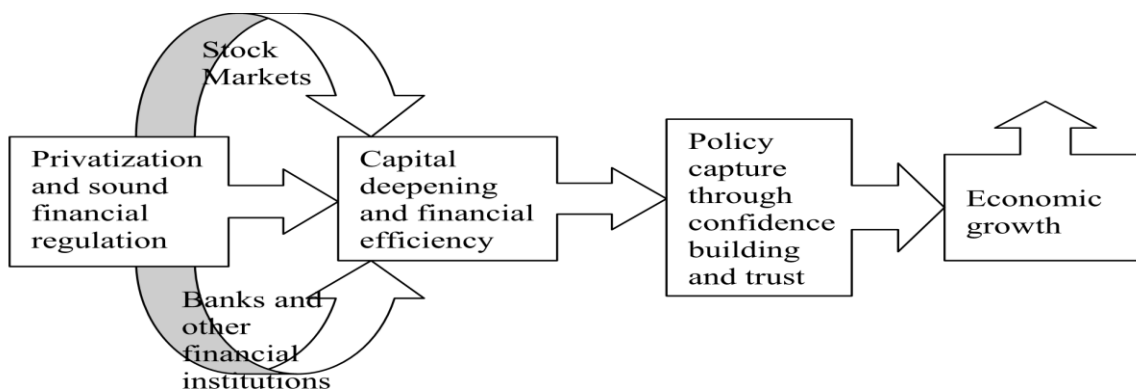 Stock
Markets
Privatization
and sound
financial
regulation
Capital
deepening
and financial
efficiency
Policy
capture
through
confidence
building
and trust
Economic
growth
Banks and
other
financial
institutions